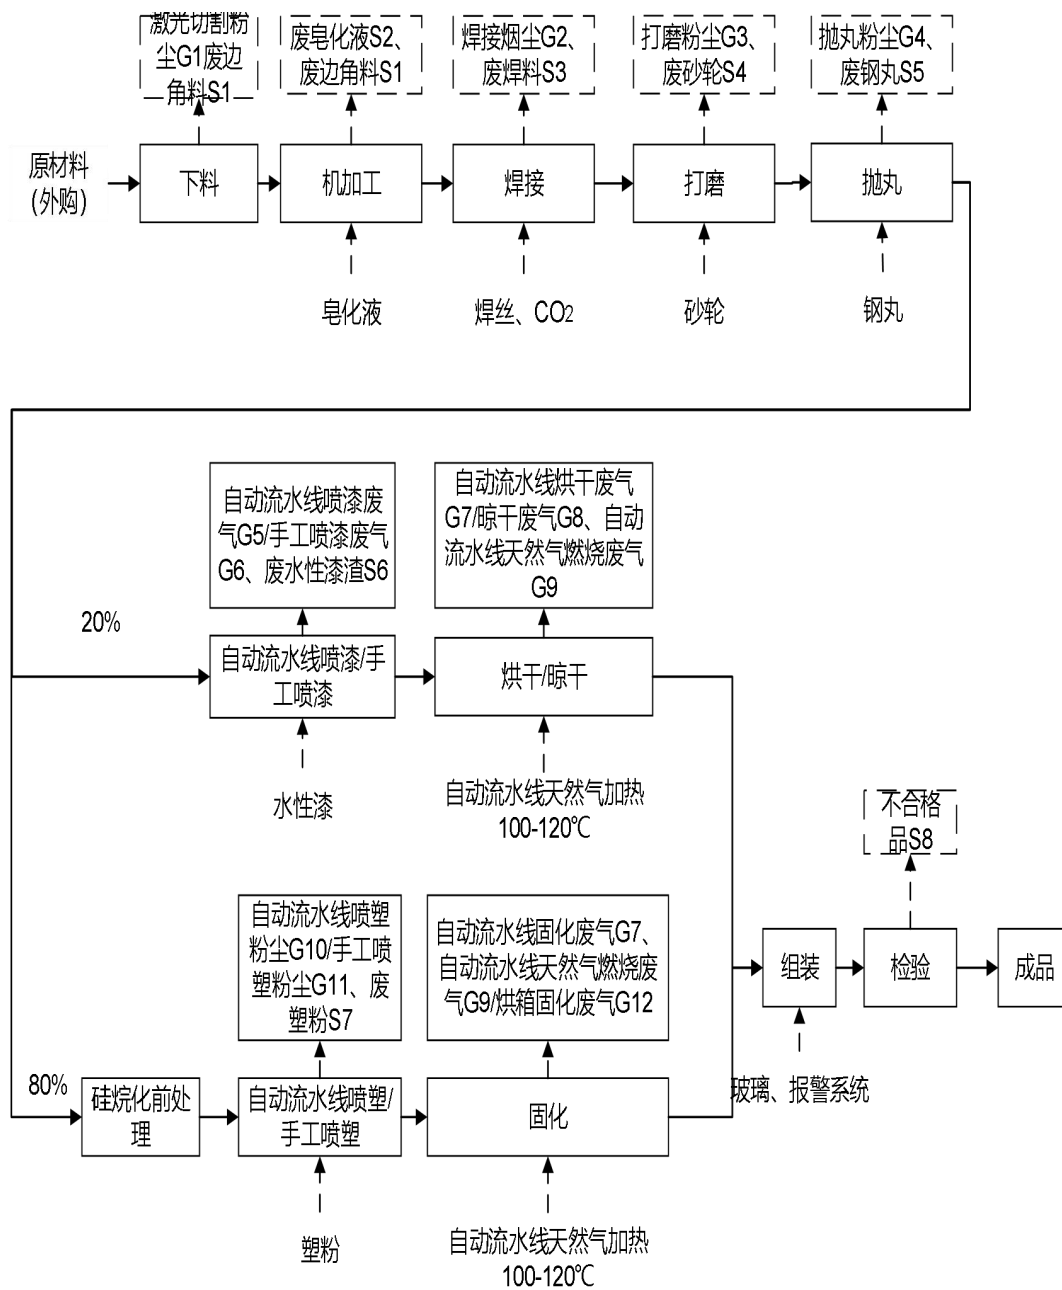 激光切割粉
尘G1废边
角料S1
废皂化液S2、
废边角料S1
焊接烟尘G2、
废焊料S3
打磨粉尘G3、
废砂轮S4
抛丸粉尘G4、
废钢丸S5
原材料
(外购)
下料
机加工
焊接
打磨
抛丸
皂化液
焊丝、CO2
砂轮
钢丸
自动流水线喷漆废
气G5/手工喷漆废气
G6、废水性漆渣S6
自动流水线烘干废气
G7/晾干废气G8、自动
流水线天然气燃烧废气
G9
20%
自动流水线喷漆/手
工喷漆
烘干/晾干
水性漆
自动流水线天然气加热
100-120℃
不合格
品S8
自动流水线喷塑
粉尘G10/手工喷
塑粉尘G11、废
塑粉S7
自动流水线固化废气G7、
自动流水线天然气燃烧废
气G9/烘箱固化废气G12
组装
检验
成品
80%
硅烷化前处
理
自动流水线喷塑/
手工喷塑
固化
玻璃、报警系统
塑粉
自动流水线天然气加热
100-120℃